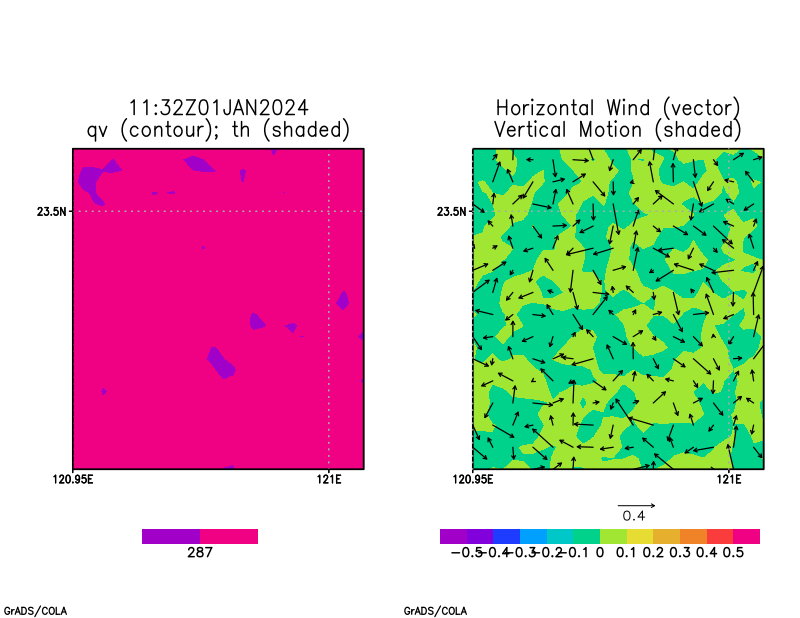 11:32Z01JAN2024
qv (contour); th (shaded)
23.5N
120.95E
121E
287
GrADS/COLA
Horizontal Wind (vector)
Vertical Motion (shaded)
23.5N
120.95E
121E
0.4
−0.5 −0.4 −0.3 −0.2 −0.1 0 0.1 0.2 0.3 0.4 0.5
GrADS/COLA